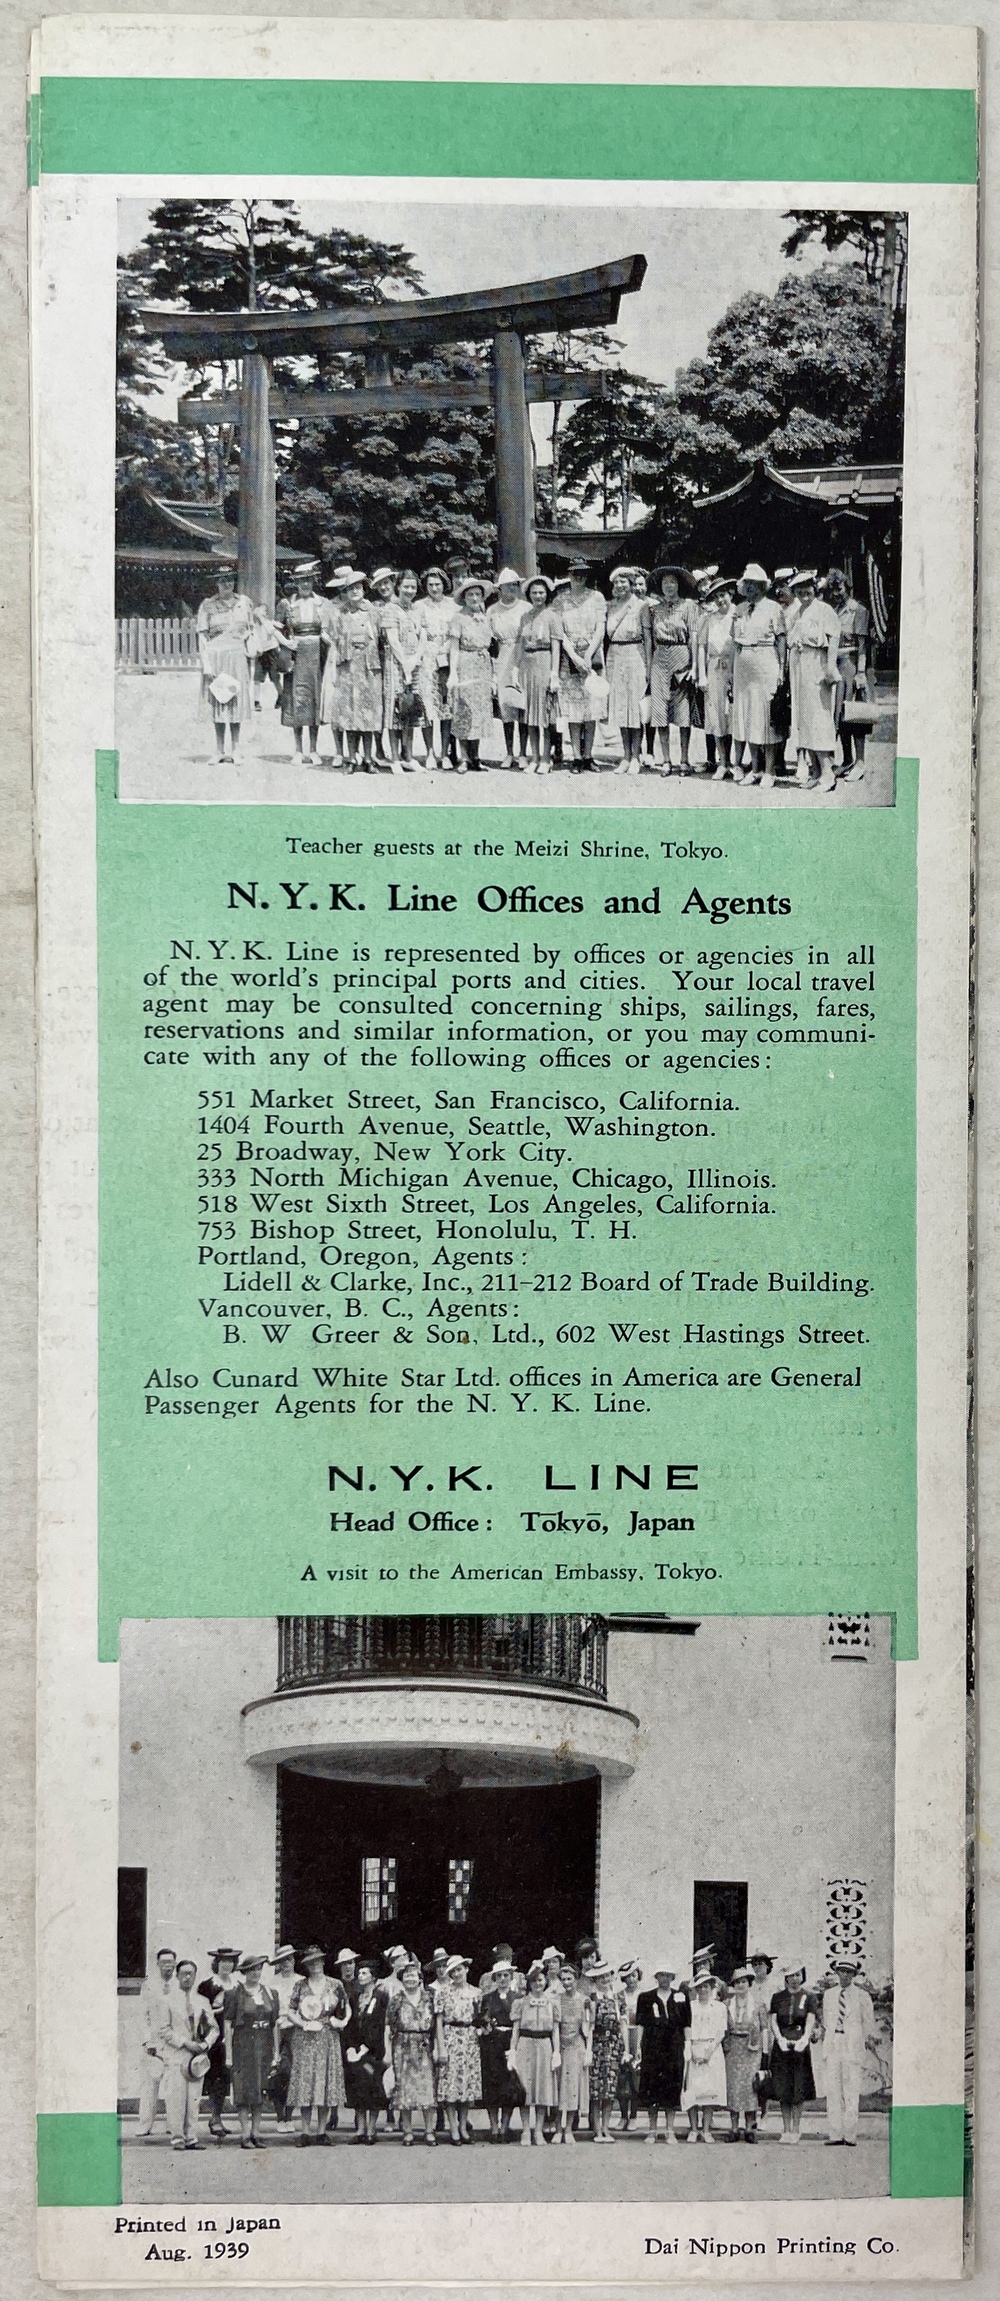 Teacher guests at the Meizi Shrine, Tokyo.
N. Y. K. Line Offices and Agents
N. Y. K. Line is represented by offices or agencies in all
of the world's principal ports and cities. Your local travel
agent may be consulted concerning ships, sailings, fares,
reservations and similar information, or you may communi-
cate with any of the following offices or agencies:
551 Market Street, San Francisco, California.
1404 Fourth Avenue, Seattle, Washington.
25 Broadway, New York City.
333 North Michigan Avenue, Chicago, Illinois.
518 West Sixth Street, Los Angeles, California.
753 Bishop Street, Honolulu, T. H.
Portland, Oregon, Agents:
Lidell & Clarke, Inc., 211–212 Board of Trade Building.
Vancouver, B. C., Agents:
B. W Greer & Son, Ltd., 602 West Hastings Street.
Also Cunard White Star Ltd. offices in America are General
Passenger Agents for the N. Y. K. Line.
N. Y. K. LINE
Head Office: Tōkyō, Japan
A visit to the American Embassy, Tokyo.
Printed in Japan
Aug. 1939
Dai Nippon Printing Co.